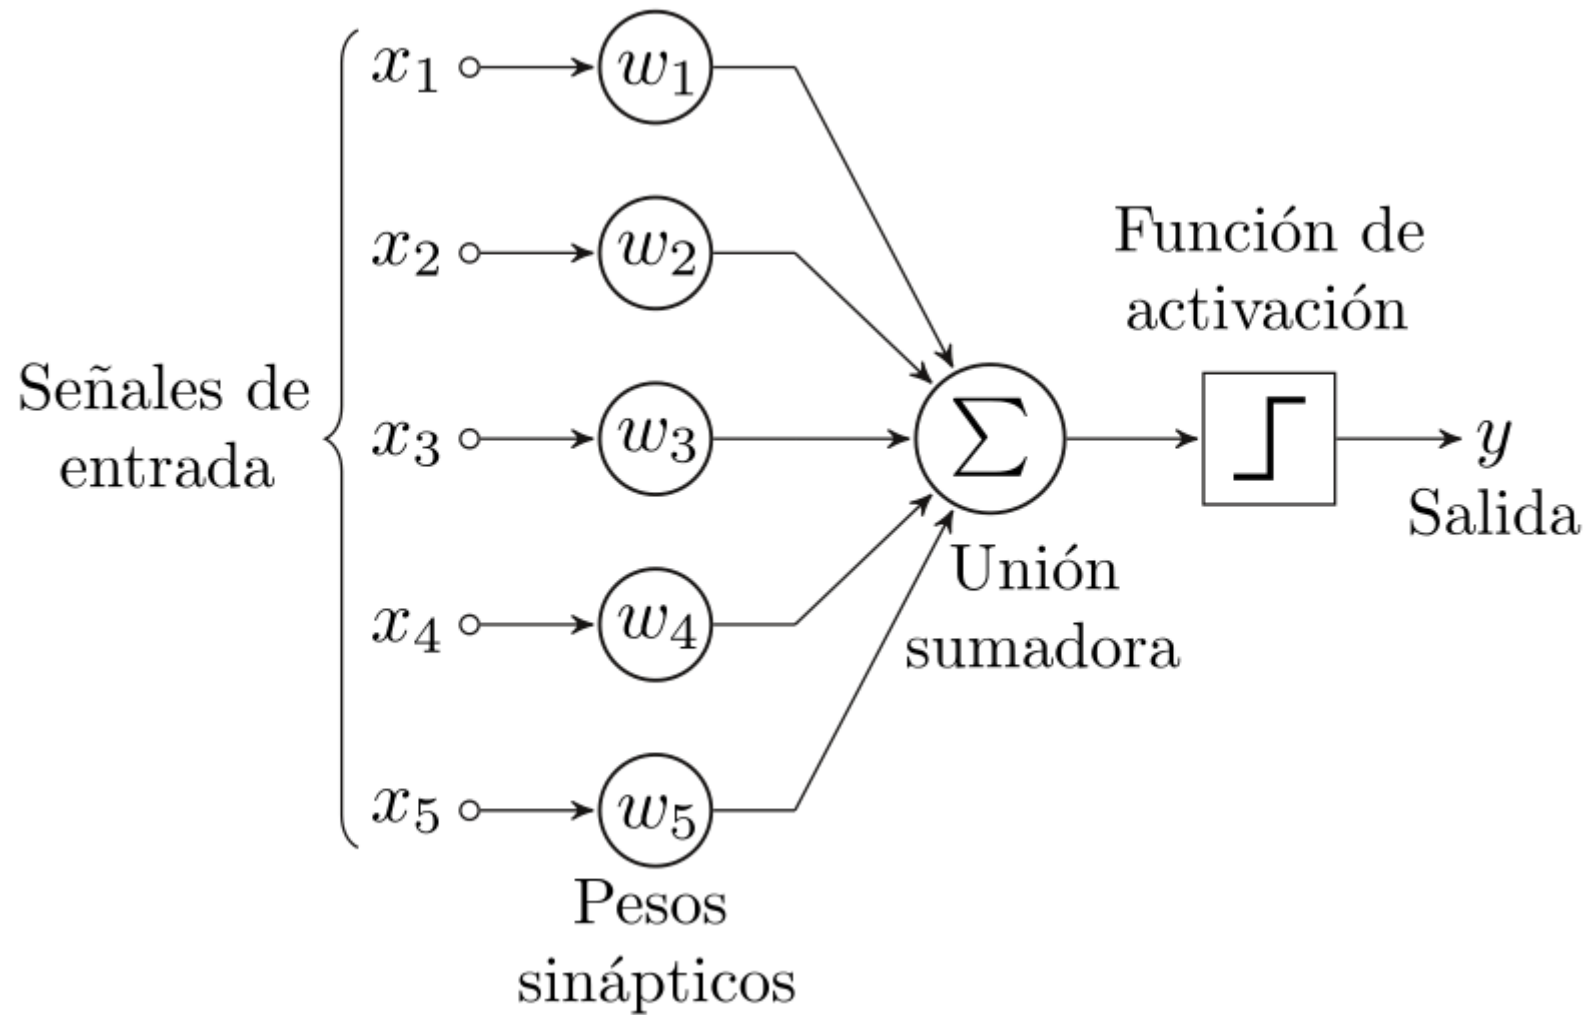 x₁
w₁
x₂
w₂
Función de
activación
Señales de
entrada
x₃
w₃
Σ
y
Salida
Unión
sumadora
x₄
w₄
x₅
w₅
Pesos
sinápticos